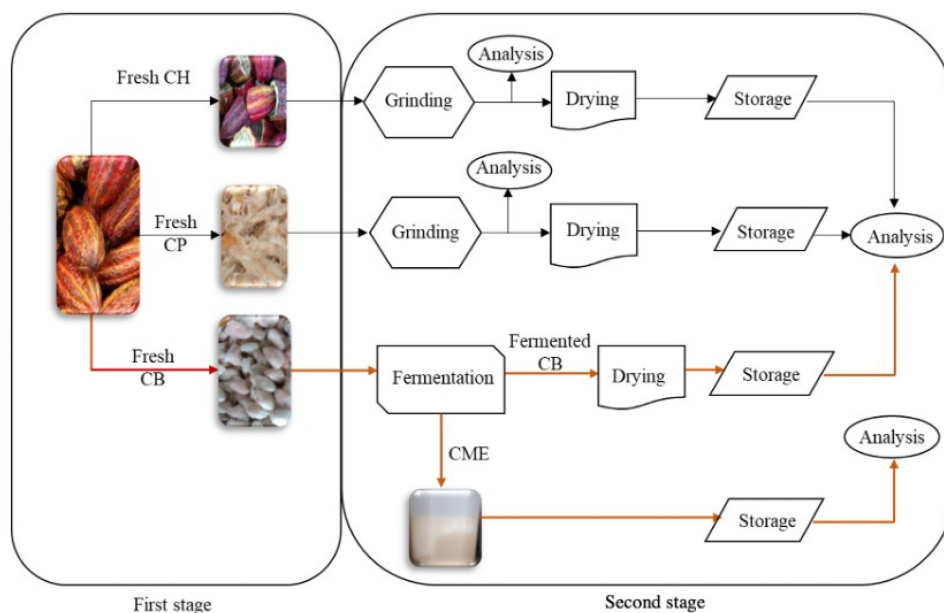 Analysis
Fresh CH
Grinding
Drying
Storage
Analysis
Fresh
CP
Grinding
Drying
Storage
Analysis
Fresh
CB
Fermentation
Fermented
CB
Drying
Storage
Analysis
CME
Storage
First stage
Second stage